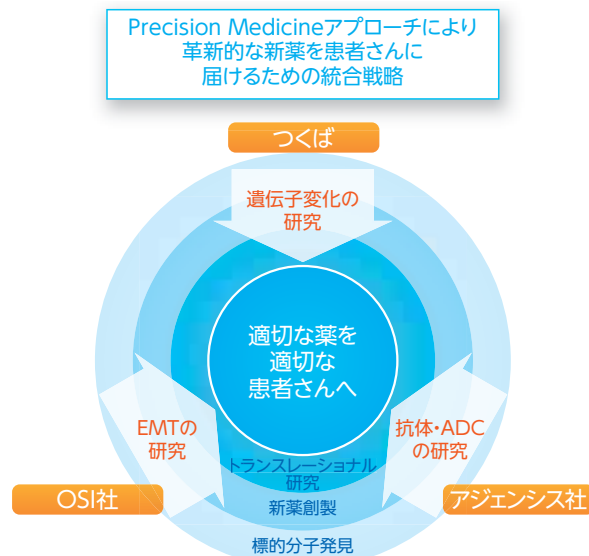 Precision Medicineアプローチにより
革新的な新薬を患者さんに
届けるための統合戦略
つくば
遺伝子変化の
研究
適切な薬を
適切な
患者さんへ
EMTの
研究
抗体・ADC
の研究
トランスレーショナル
研究
OSI社
新薬創製
アジェンシス社
標的分子発見